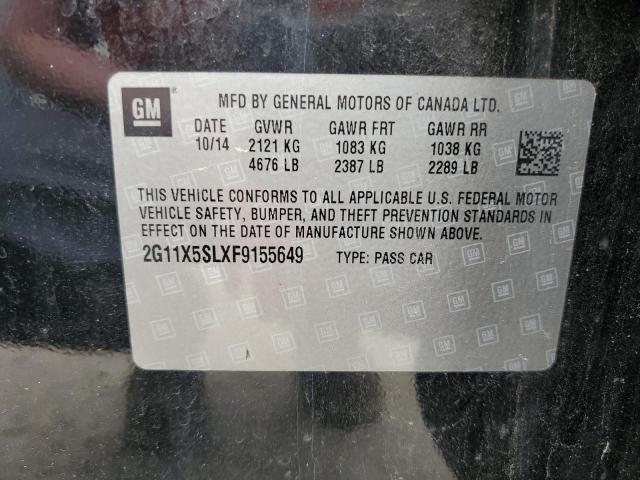 GM
MFD BY GENERAL MOTORS OF CANADA LTD.
DATE GVWR GAWR FRT GAWR RR
10/14 2121 KG 1083 KG 1038 KG
4676 LB 2387 LB 2289 LB
THIS VEHICLE CONFORMS TO ALL APPLICABLE U.S. FEDERAL MOTOR
VEHICLE SAFETY, BUMPER, AND THEFT PREVENTION STANDARDS IN
EFFECT ON THE DATE OF MANUFACTURE SHOWN ABOVE.
2G11X5SLXF9155649 TYPE: PASS CAR